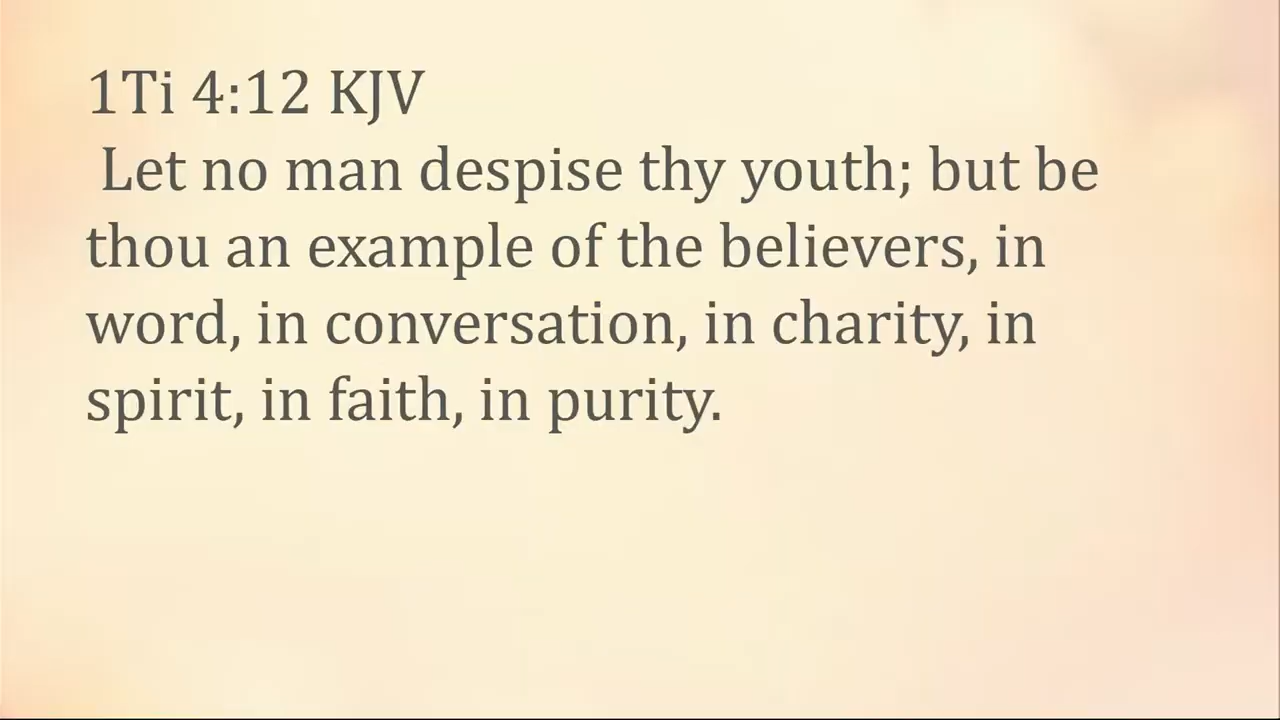 1Ti 4:12 KJV
Let no man despise thy youth; but be
thou an example of the believers, in
word, in conversation, in charity, in
spirit, in faith, in purity.